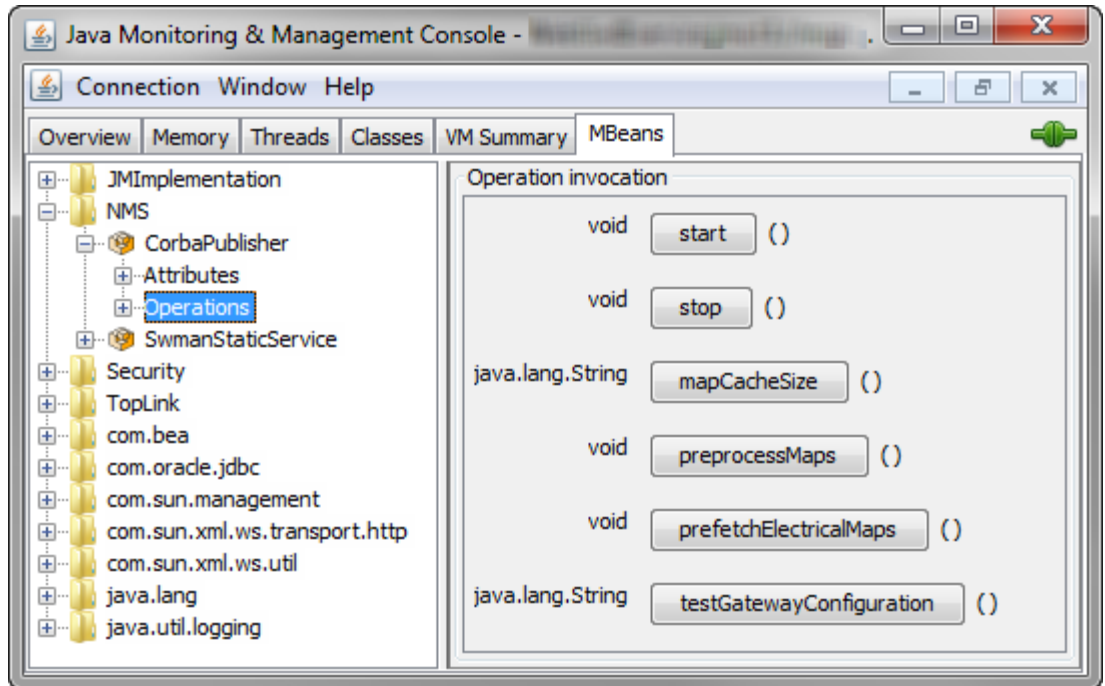 Java Monitoring & Management Console -
Connection Window Help
Overview Memory Threads Classes VM Summary MBeans
JMImplementation
NMS
CorbaPublisher
Attributes
Operations
SwmanStaticService
Security
TopLink
com.bea
com.oracle.jdbc
com.sun.management
com.sun.xml.ws.transport.http
com.sun.xml.ws.util
java.lang
java.util.logging
Operation invocation
void start ()
void stop ()
java.lang.String mapCacheSize ()
void preprocessMaps ()
void prefetchElectricalMaps ()
java.lang.String testGatewayConfiguration ()